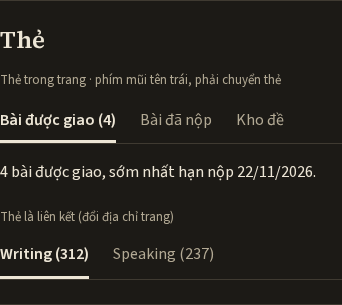 Thẻ
Thẻ trong trang · phím mũi tên trái, phải chuyển thẻ
Bài được giao (4) Bài đã nộp Kho đề
4 bài được giao, sớm nhất hạn nộp 22/11/2026.
Thẻ là liên kết (đổi địa chỉ trang)
Writing (312) Speaking (237)